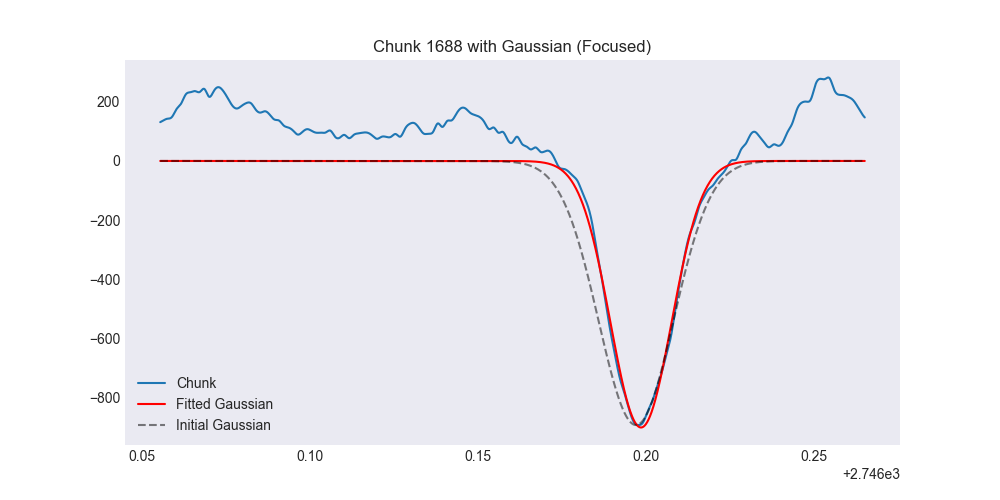 Chunk 1688 with Gaussian (Focused)
200
0
−200
−400
−600
−800
Chunk
Fitted Gaussian
Initial Gaussian
0.05 0.10 0.15 0.20 0.25
+2.746e3